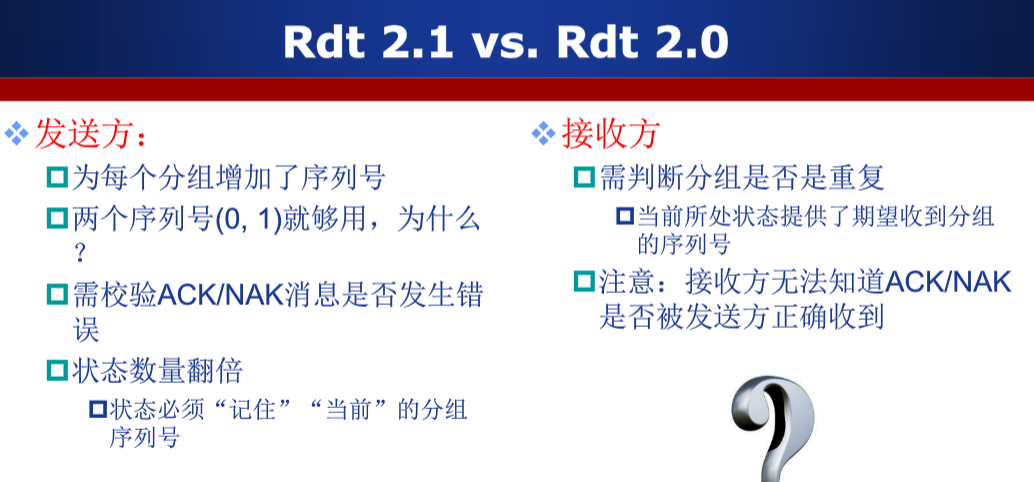 Rdt 2.1 vs. Rdt 2.0
发送方：
为每个分组增加了序列号
两个序列号(0, 1)就够用，为什么
？
需校验ACK/NAK消息是否发生错
误
状态数量翻倍
状态必须“记住”“当前”的分组
序列号
接收方
需判断分组是否是重复
当前所处状态提供了期望收到分组
的序列号
注意：接收方无法知道ACK/NAK
是否被发送方正确收到